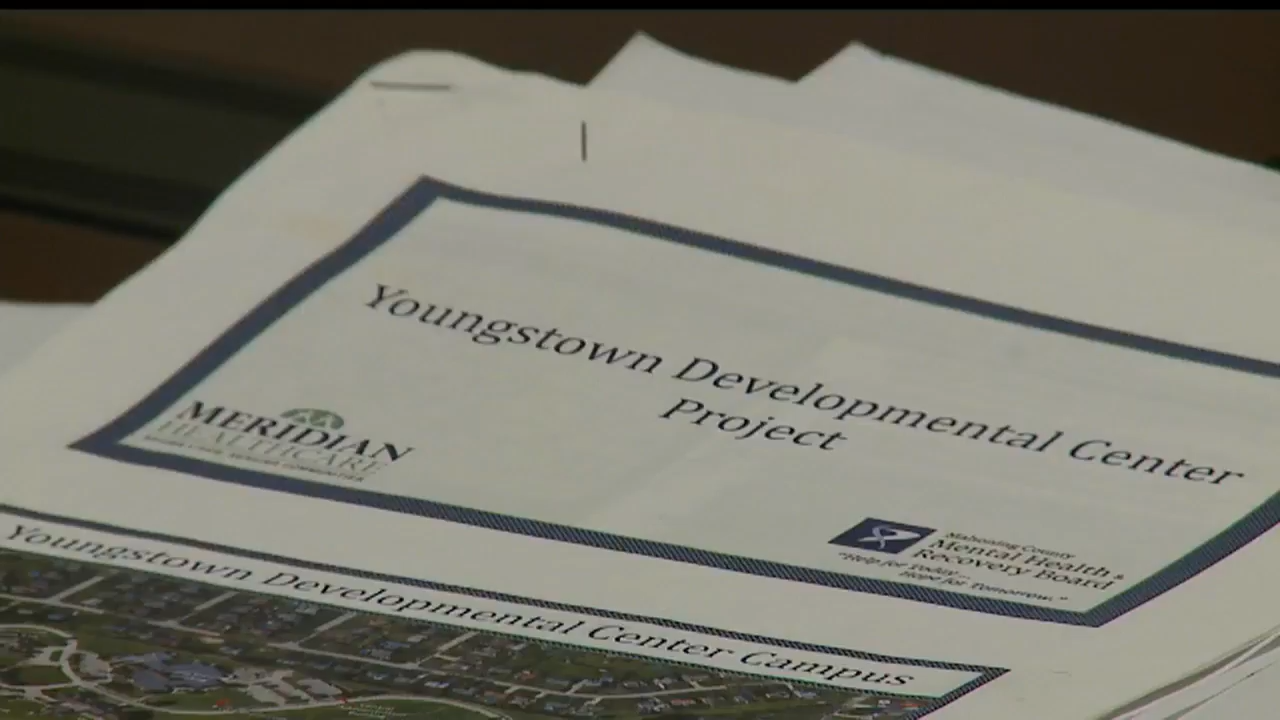 Youngstown Developmental Center
Project
MERIDIAN
HEALTHCARE
Mahoning County
Mental Health &
Recovery Board
"Help for Today
Hope for Tomorrow."
Youngstown Developmental Center Campus